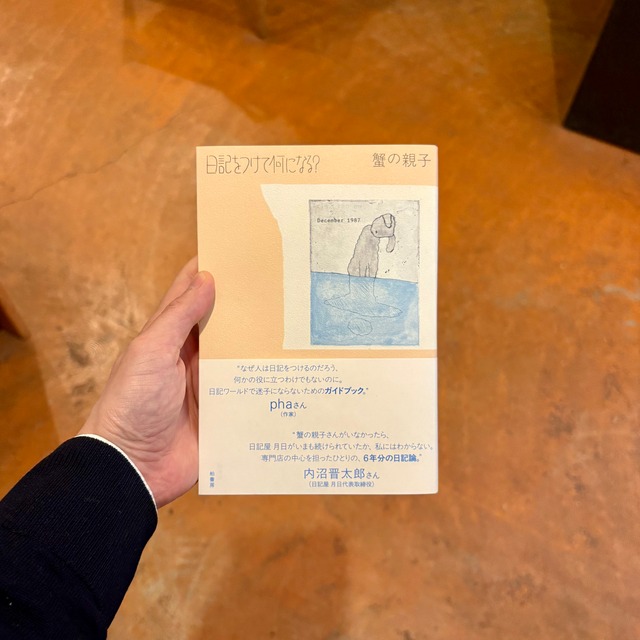 日記をつけて何になる?
蟹の親子
December 1987
“なぜ人は日記をつけるのだろう、
何かの役に立つわけでもないのに。
日記ワールドで迷子にならないためのガイドブック。”
phaさん
(作家)
“蟹の親子さんがいなかったら、
日記屋 月日がいまも続けられていたか、私にはわからない。
専門店の中心を担ったひとりの、6年分の日記論。”
内沼晋太郎さん
(日記屋 月日代表取締役)
柏書房